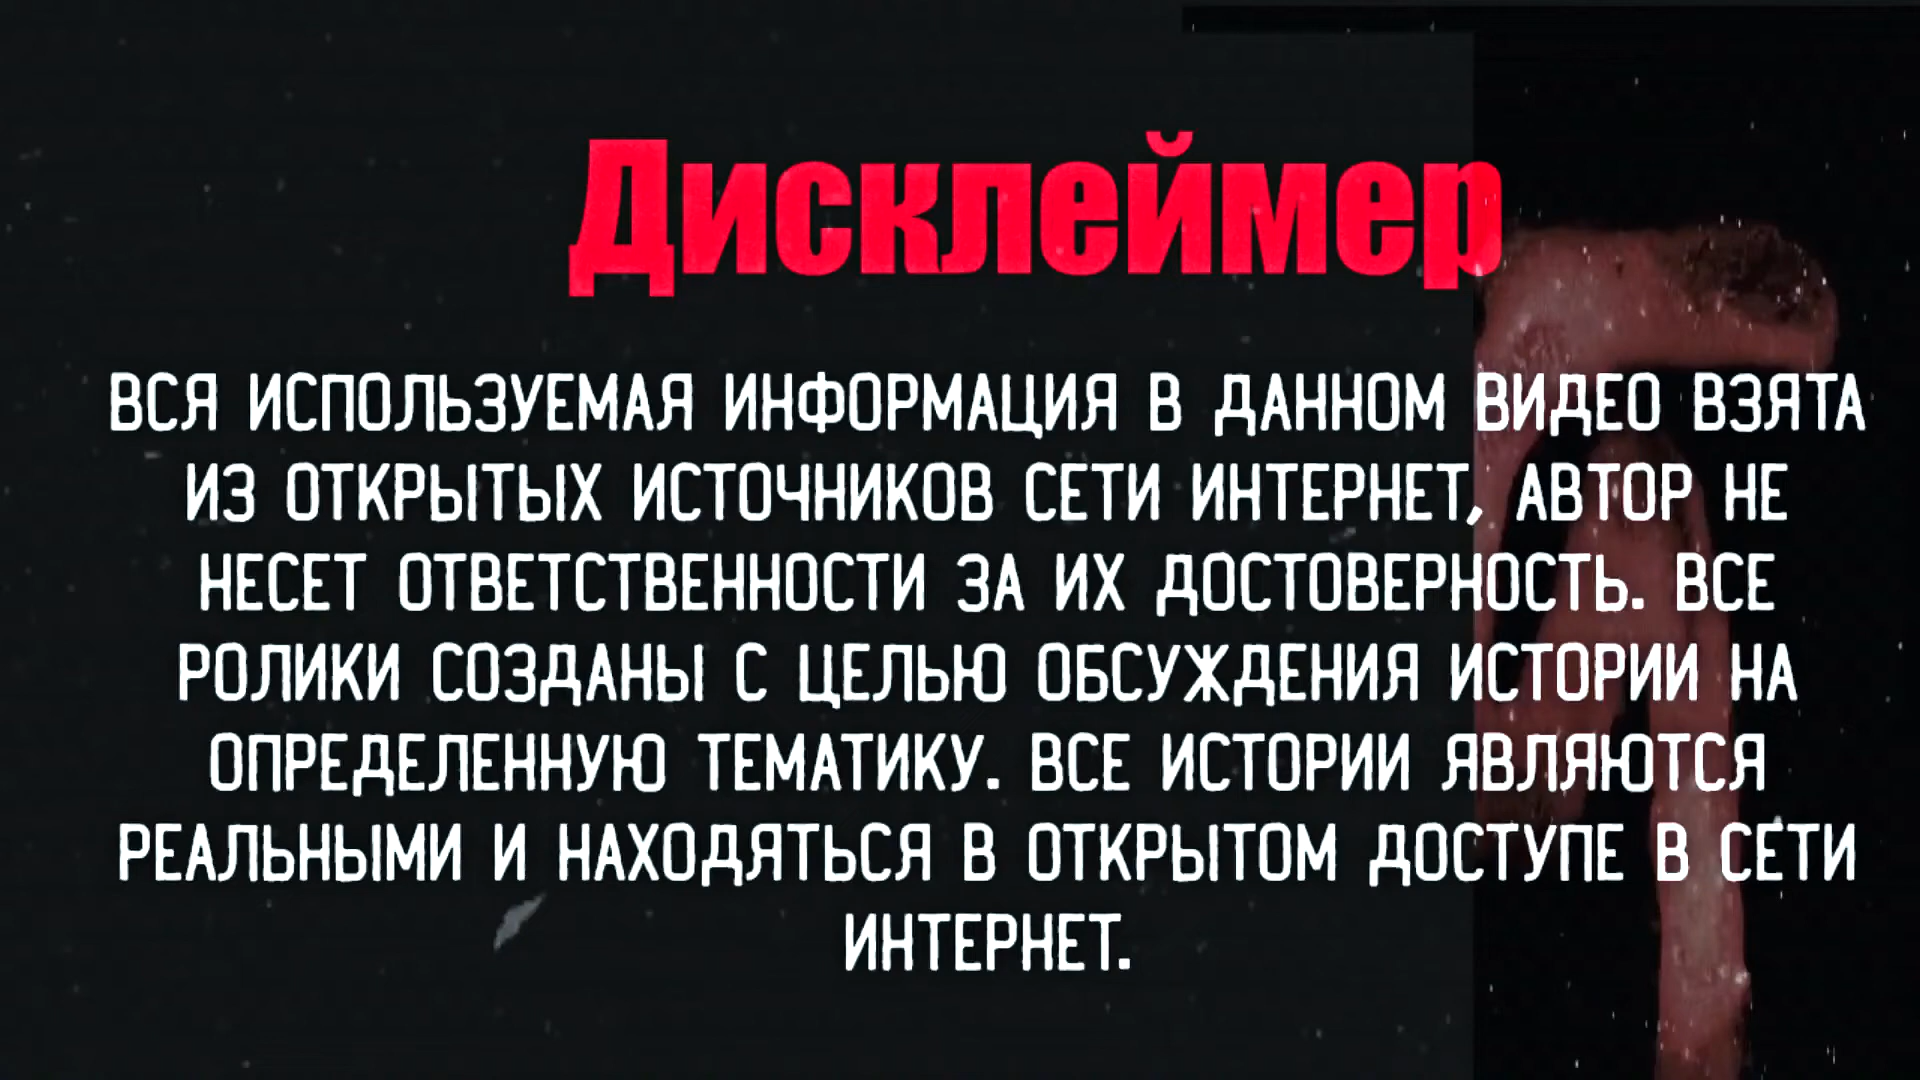 Дисклеймер
ВСЯ ИСПОЛЬЗУЕМАЯ ИНФОРМАЦИЯ В ДАННОМ ВИДЕО ВЗЯТА
ИЗ ОТКРЫТЫХ ИСТОЧНИКОВ СЕТИ ИНТЕРНЕТ, АВТОР НЕ
НЕСЕТ ОТВЕТСТВЕННОСТИ ЗА ИХ ДОСТОВЕРНОСТЬ. ВСЕ
РОЛИКИ СОЗДАНЫ С ЦЕЛЬЮ ОБСУЖДЕНИЯ ИСТОРИИ НА
ОПРЕДЕЛЕННУЮ ТЕМАТИКУ. ВСЕ ИСТОРИИ ЯВЛЯЮТСЯ
РЕАЛЬНЫМИ И НАХОДЯТЬСЯ В ОТКРЫТОМ ДОСТУПЕ В СЕТИ
ИНТЕРНЕТ.